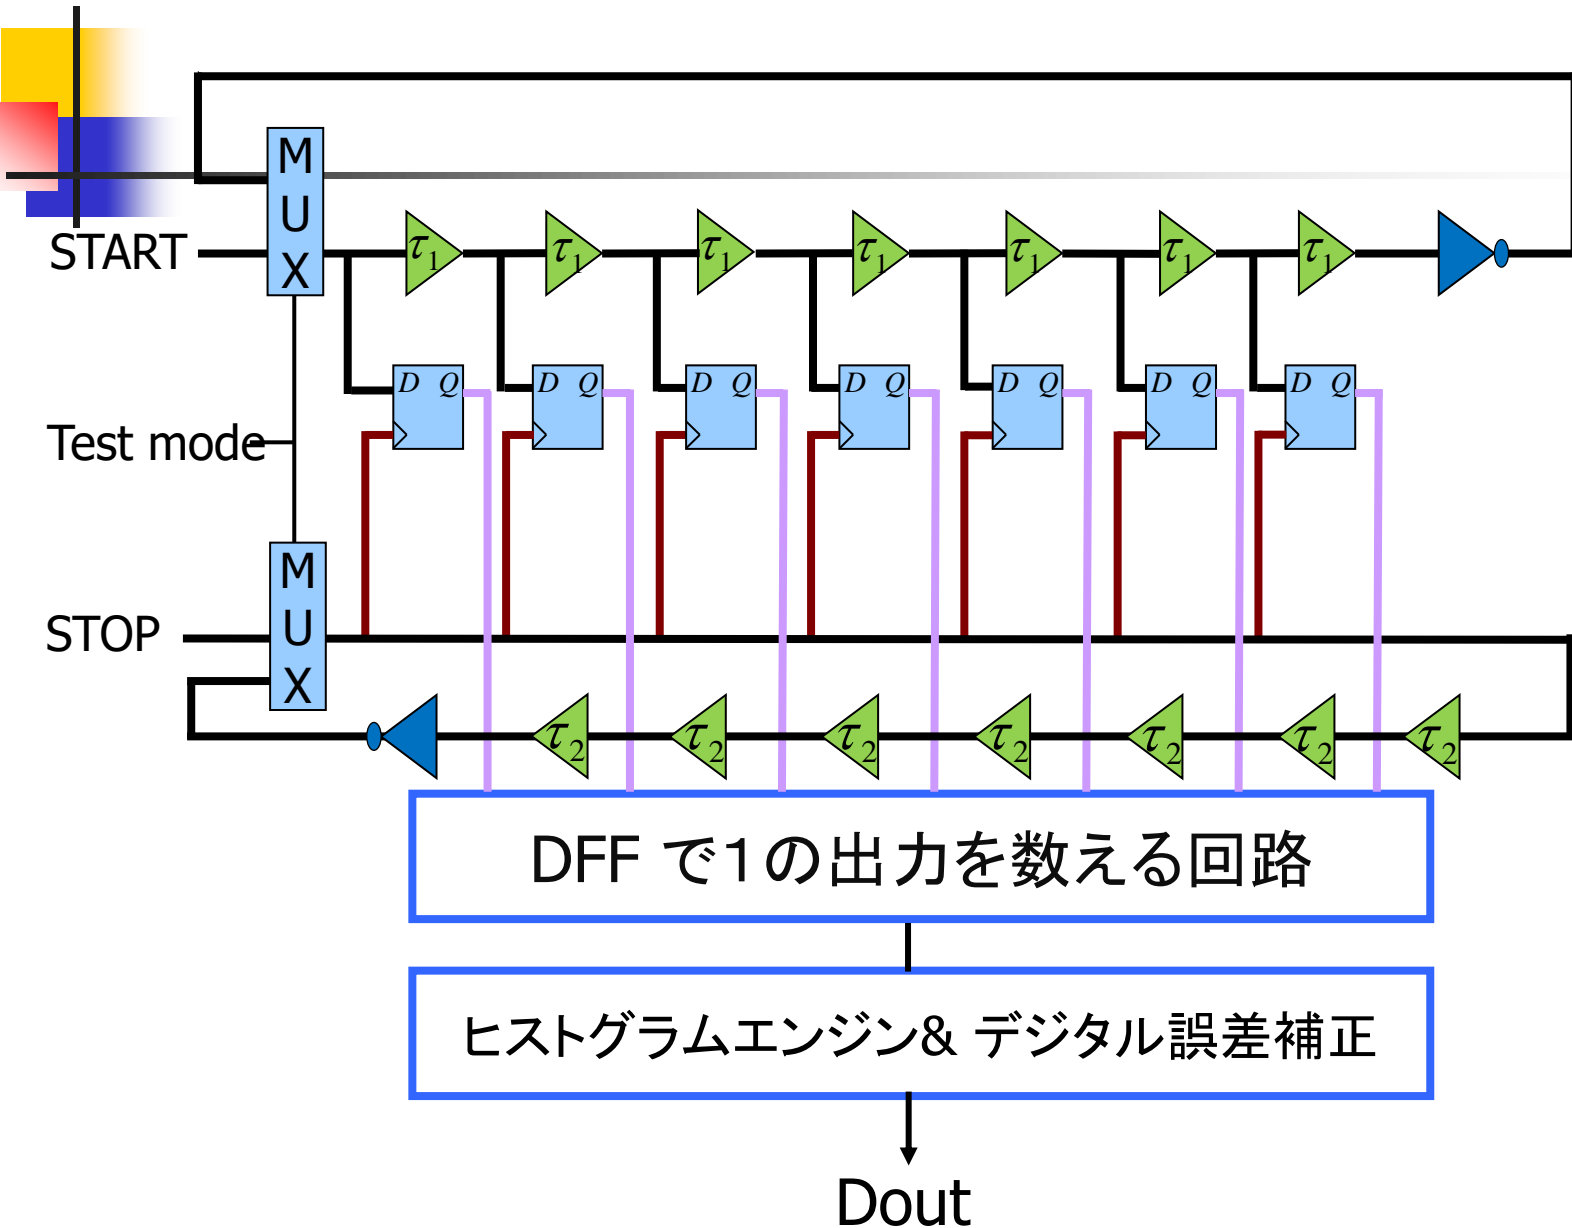 M
U
X
START
τ1 τ1 τ1 τ1 τ1 τ1 τ1
D Q D Q D Q D Q D Q D Q D Q
Test mode
M
U
X
STOP
τ2 τ2 τ2 τ2 τ2 τ2 τ2
DFF で１の出力を数える回路
ヒストグラムエンジン& デジタル誤差補正
Dout